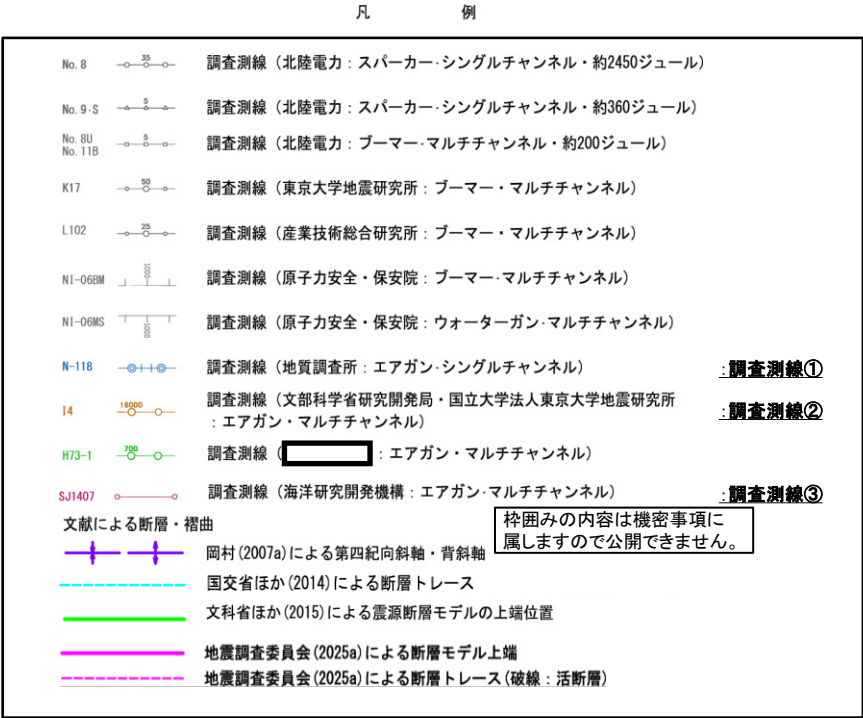 凡 例
No. 8 35 調査測線（北陸電力：スパーカー・シングルチャンネル・約2450ジュール）
No. 9・S 5 調査測線（北陸電力：スパーカー・シングルチャンネル・約360ジュール）
No. 8U
No. 11B 5 調査測線（北陸電力：ブーマー・マルチチャンネル・約200ジュール）
K17 50 調査測線（東京大学地震研究所：ブーマー・マルチチャンネル）
L102 25 調査測線（産業技術総合研究所：ブーマー・マルチチャンネル）
NI-06BM 1000 調査測線（原子力安全・保安院：ブーマー・マルチチャンネル）
NI-06MS 1000 調査測線（原子力安全・保安院：ウォーターガン・マルチチャンネル）
N-118 調査測線（地質調査所：エアガン・シングルチャンネル） :調査測線①
I4 16000 調査測線（文部科学省研究開発局・国立大学法人東京大学地震研究所
：エアガン・マルチチャンネル） :調査測線②
H73-1 700 調査測線（ ：エアガン・マルチチャンネル）
SJ1407 調査測線（海洋研究開発機構：エアガン・マルチチャンネル） :調査測線③
枠囲みの内容は機密事項に
属しますので公開できません。
文献による断層・褶曲
岡村(2007a)による第四紀向斜軸・背斜軸
国交省ほか(2014)による断層トレース
文科省ほか(2015)による震源断層モデルの上端位置
地震調査委員会(2025a)による断層モデル上端
地震調査委員会(2025a)による断層トレース(破線：活断層)